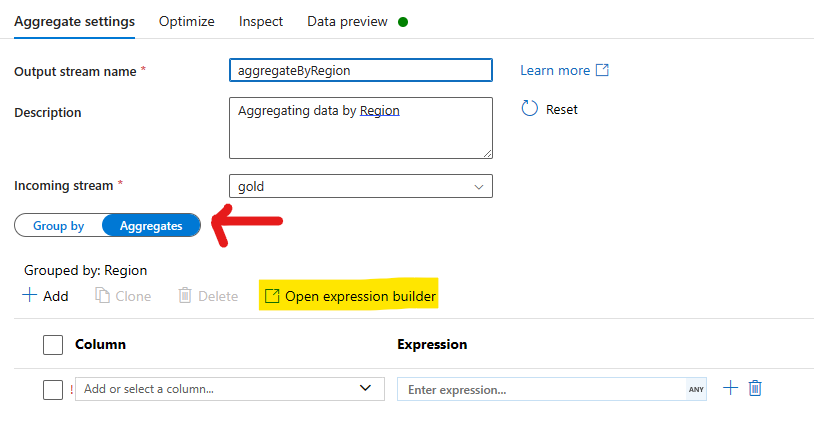 Aggregate settings Optimize Inspect Data preview
Output stream name * aggregateByRegion Learn more
Description Aggregating data by Region Reset
Incoming stream * gold
Group by Aggregates
Grouped by: Region
Add Clone Delete Open expression builder
Column Expression
! Add or select a column... Enter expression... ANY